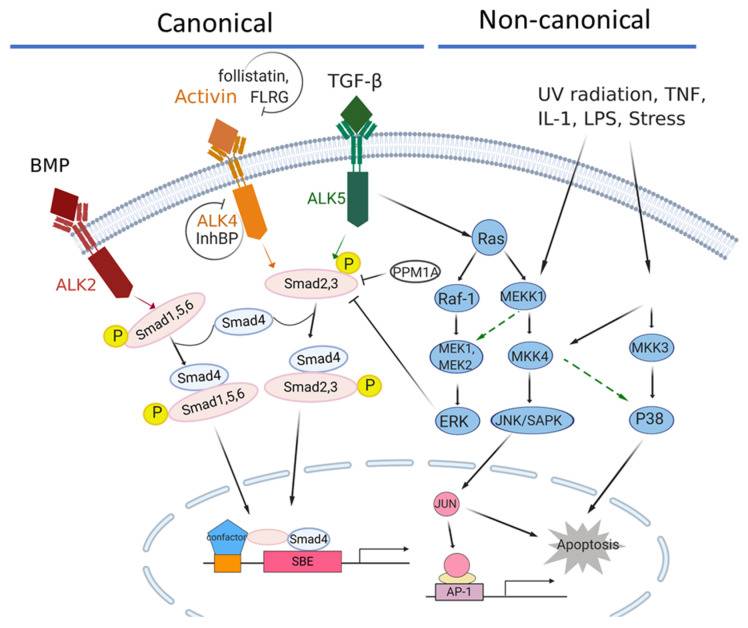 Canonical
Non-canonical
follistatin,
FLRG
Activin
TGF-β
UV radiation, TNF,
IL-1, LPS, Stress
BMP
ALK5
ALK4
InhBP
Ras
ALK2
P
PPM1A
Smad2,3
Raf-1
MEKK1
Smad1,5,6
P
Smad4
MEK1,
MEK2
MKK4
MKK3
Smad4
Smad4
Smad2,3
P
P
Smad1,5,6
ERK
JNK/SAPK
P38
JUN
confactor
Smad4
SBE
Apoptosis
AP-1